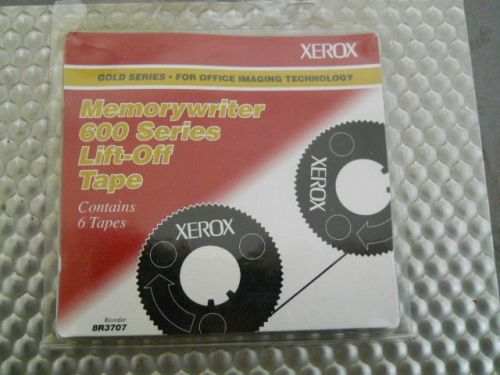 XEROX
GOLD SERIES • FOR OFFICE IMAGING TECHNOLOGY
Memorywriter
600 Series
Lift-Off
Tape
Contains
6 Tapes
XEROX
XEROX
Reorder
8R3707